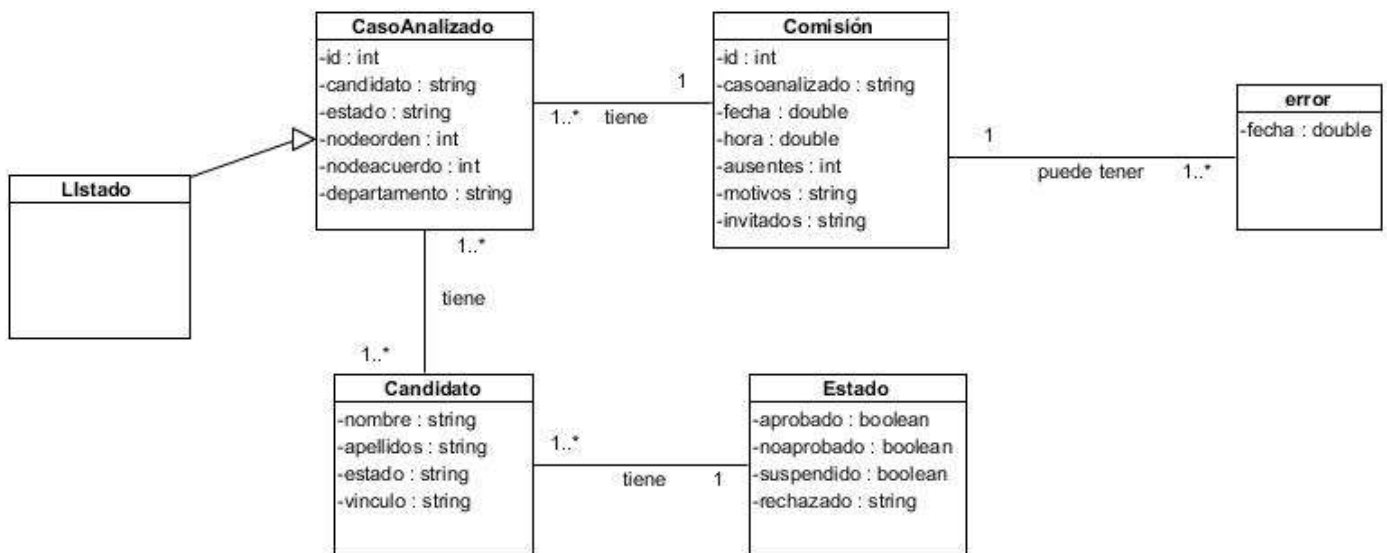 CasoAnalizado
-id : int
-candidato : string
-estado : string
-nodeorden : int
-nodeacuerdo : int
-departamento : string
1..* tiene
1
Comisión
-id : int
-casoanalizado : string
-fecha : double
-hora : double
-ausentes : int
-motivos : string
-invitados : string
1
puede tener 1..*
error
-fecha : double
LIstado
1..*
tiene
1..*
Candidato
-nombre : string
-apellidos : string
-estado : string
-vinculo : string
1..*
tiene 1
Estado
-aprobado : boolean
-noaprobado : boolean
-suspendido : boolean
-rechazado : string